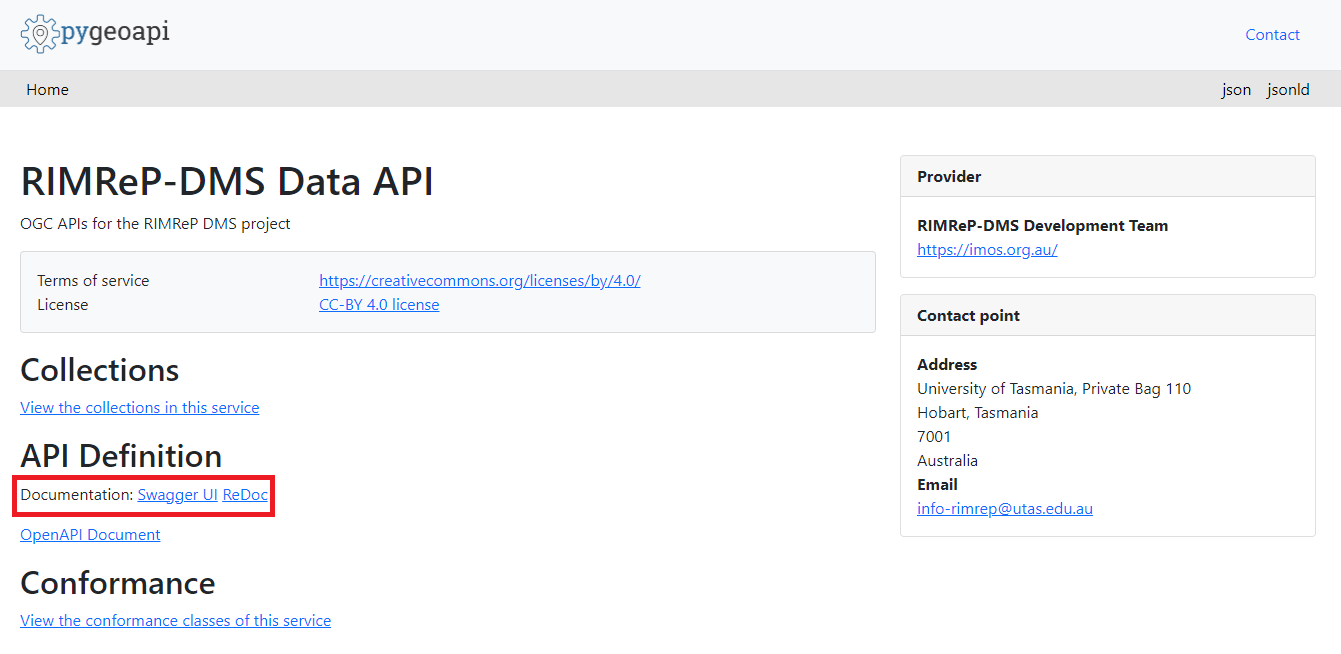 pygeoapi
Contact
Home
json jsonld
RIMReP-DMS Data API
OGC APIs for the RIMReP DMS project
Terms of service https://creativecommons.org/licenses/by/4.0/
License CC-BY 4.0 license
Collections
View the collections in this service
API Definition
Documentation: Swagger UI ReDoc
OpenAPI Document
Conformance
View the conformance classes of this service
Provider
RIMReP-DMS Development Team
https://imos.org.au/
Contact point
Address
University of Tasmania, Private Bag 110
Hobart, Tasmania
7001
Australia
Email
info-rimrep@utas.edu.au